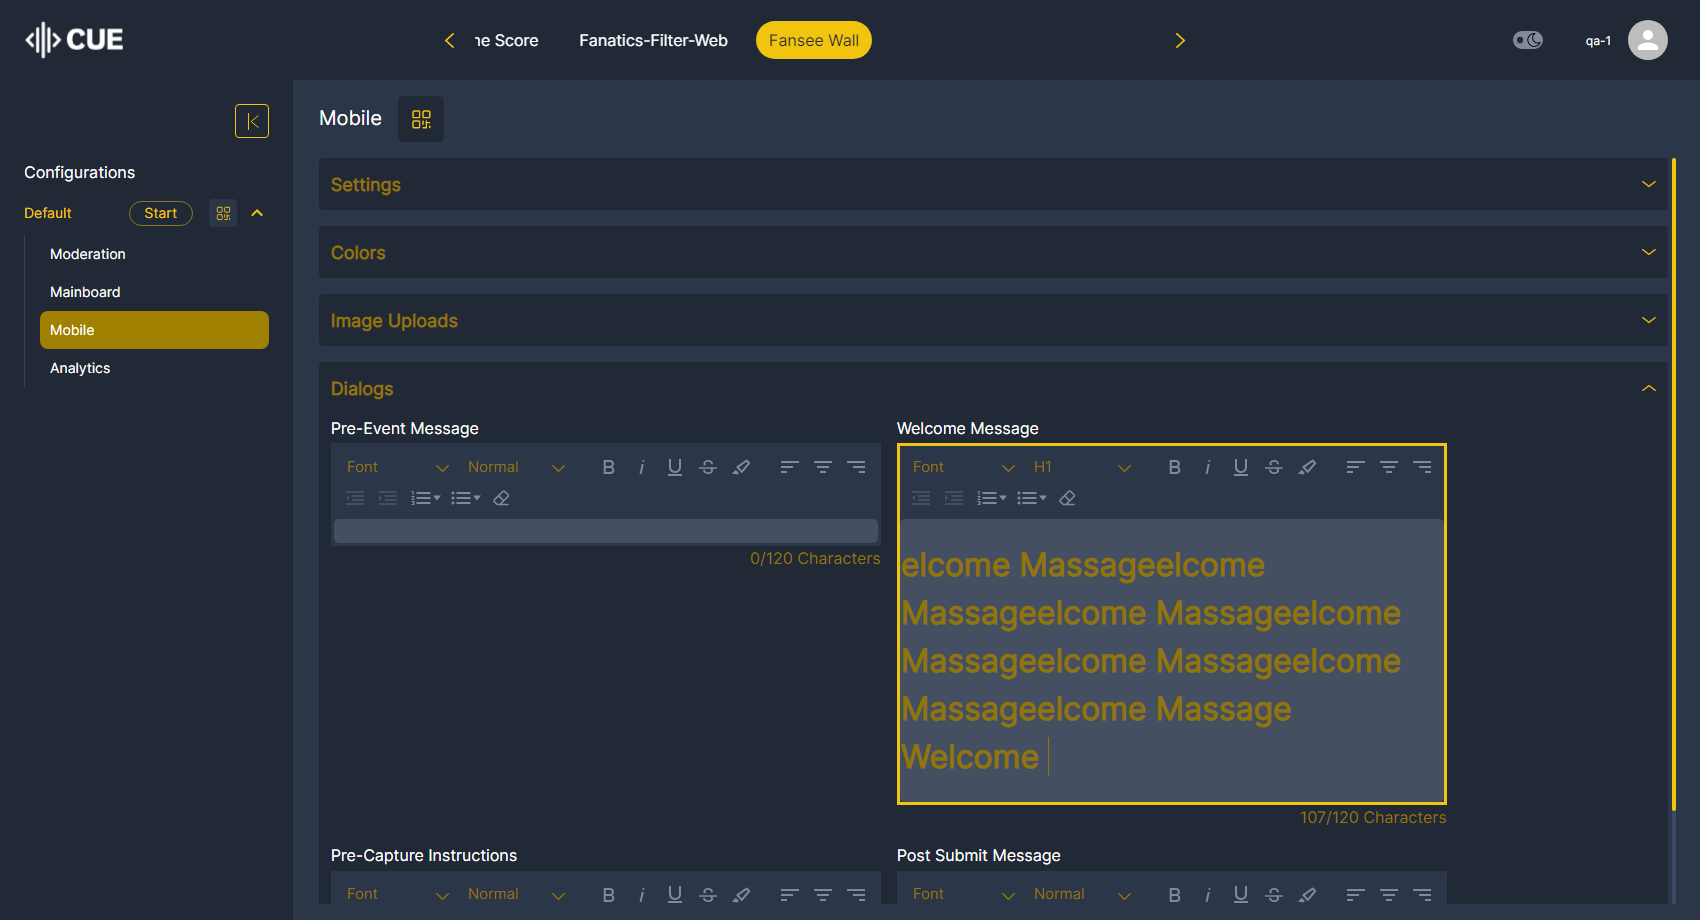 CUE
ne Score
Fanatics-Filter-Web
Fansee Wall
qa-1
Configurations
Default
Start
Moderation
Mainboard
Mobile
Analytics
Mobile
Settings
Colors
Image Uploads
Dialogs
Pre-Event Message
Font
Normal
B i U S
0/120 Characters
Welcome Message
Font
H1
B i U S
elcome Massageelcome
Massageelcome Massageelcome
Massageelcome Massageelcome
Massageelcome Massage
Welcome
107/120 Characters
Pre-Capture Instructions
Font
Normal
B i U S
Post Submit Message
Font
Normal
B i U S